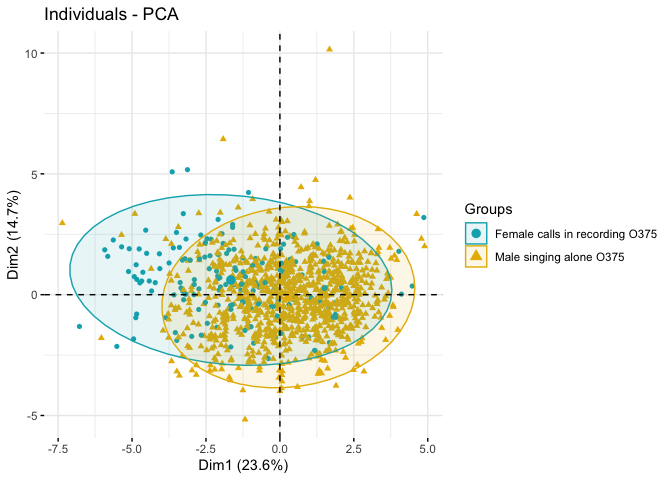 Individuals - PCA
10
5
0
-5
Dim2 (14.7%)
-7.5
-5.0
-2.5
0.0
2.5
5.0
Dim1 (23.6%)
Groups
Female calls in recording O375
Male singing alone O375